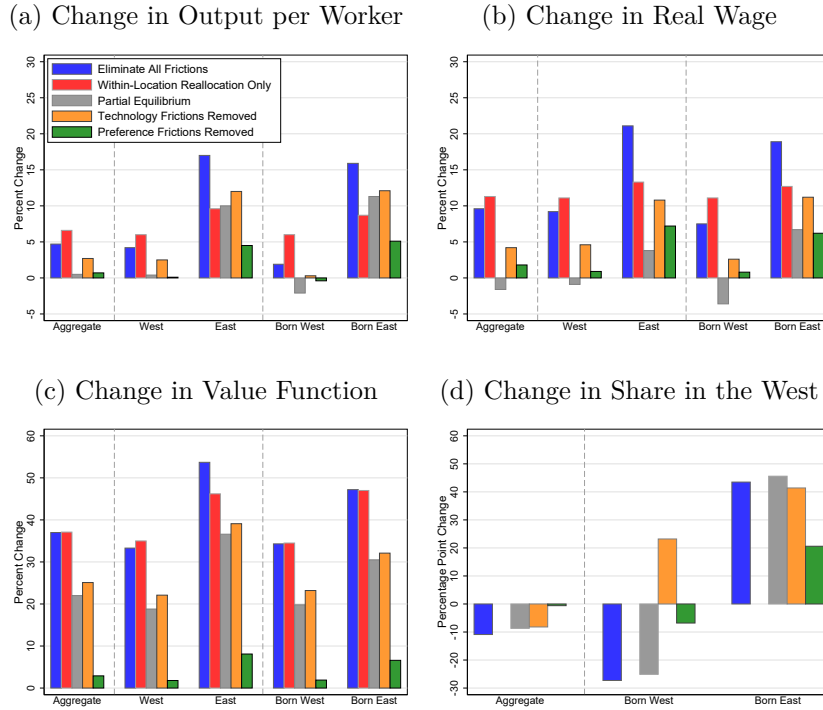 (a) Change in Output per Worker
(b) Change in Real Wage
Percent Change
30
25
20
15
10
5
0
-5
Eliminate All Frictions
Within-Location Reallocation Only
Partial Equilibrium
Technology Frictions Removed
Preference Frictions Removed
Aggregate West East Born West Born East
Percent Change
30
25
20
15
10
5
0
-5
Aggregate West East Born West Born East
(c) Change in Value Function
(d) Change in Share in the West
Percent Change
60
50
40
30
20
10
0
Aggregate West East Born West Born East
Percentage Point Change
60
50
40
30
20
10
0
-10
-20
-30
Aggregate Born West Born East